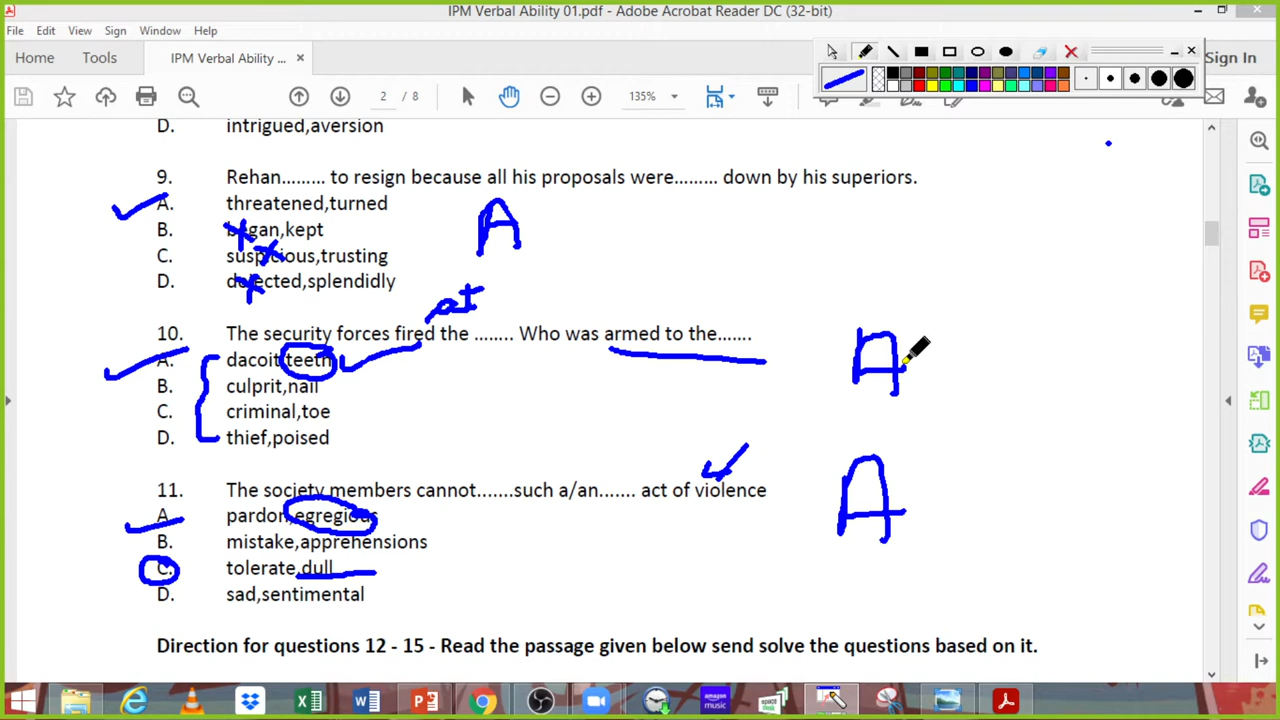 IPM Verbal Ability 01.pdf - Adobe Acrobat Reader DC (32-bit)
File Edit View Sign Window Help
Home Tools IPM Verbal Ability ... × Sign In
2 / 8 135%
D. intrigued,aversion
9. Rehan......... to resign because all his proposals were......... down by his superiors.
A. threatened,turned
B. began,kept
A
C. suspicious,trusting
D. dejected,splendidly
at
10. The security forces fired the ........ Who was armed to the.......
A. dacoit,teeth
A
B. culprit,nail
C. criminal,toe
D. thief,poised
11. The society members cannot.......such a/an....... act of violence
A
A. pardon,egregious
B. mistake,apprehensions
C. tolerate,dull
D. sad,sentimental
Direction for questions 12 - 15 - Read the passage given below send solve the questions based on it.
amazon music